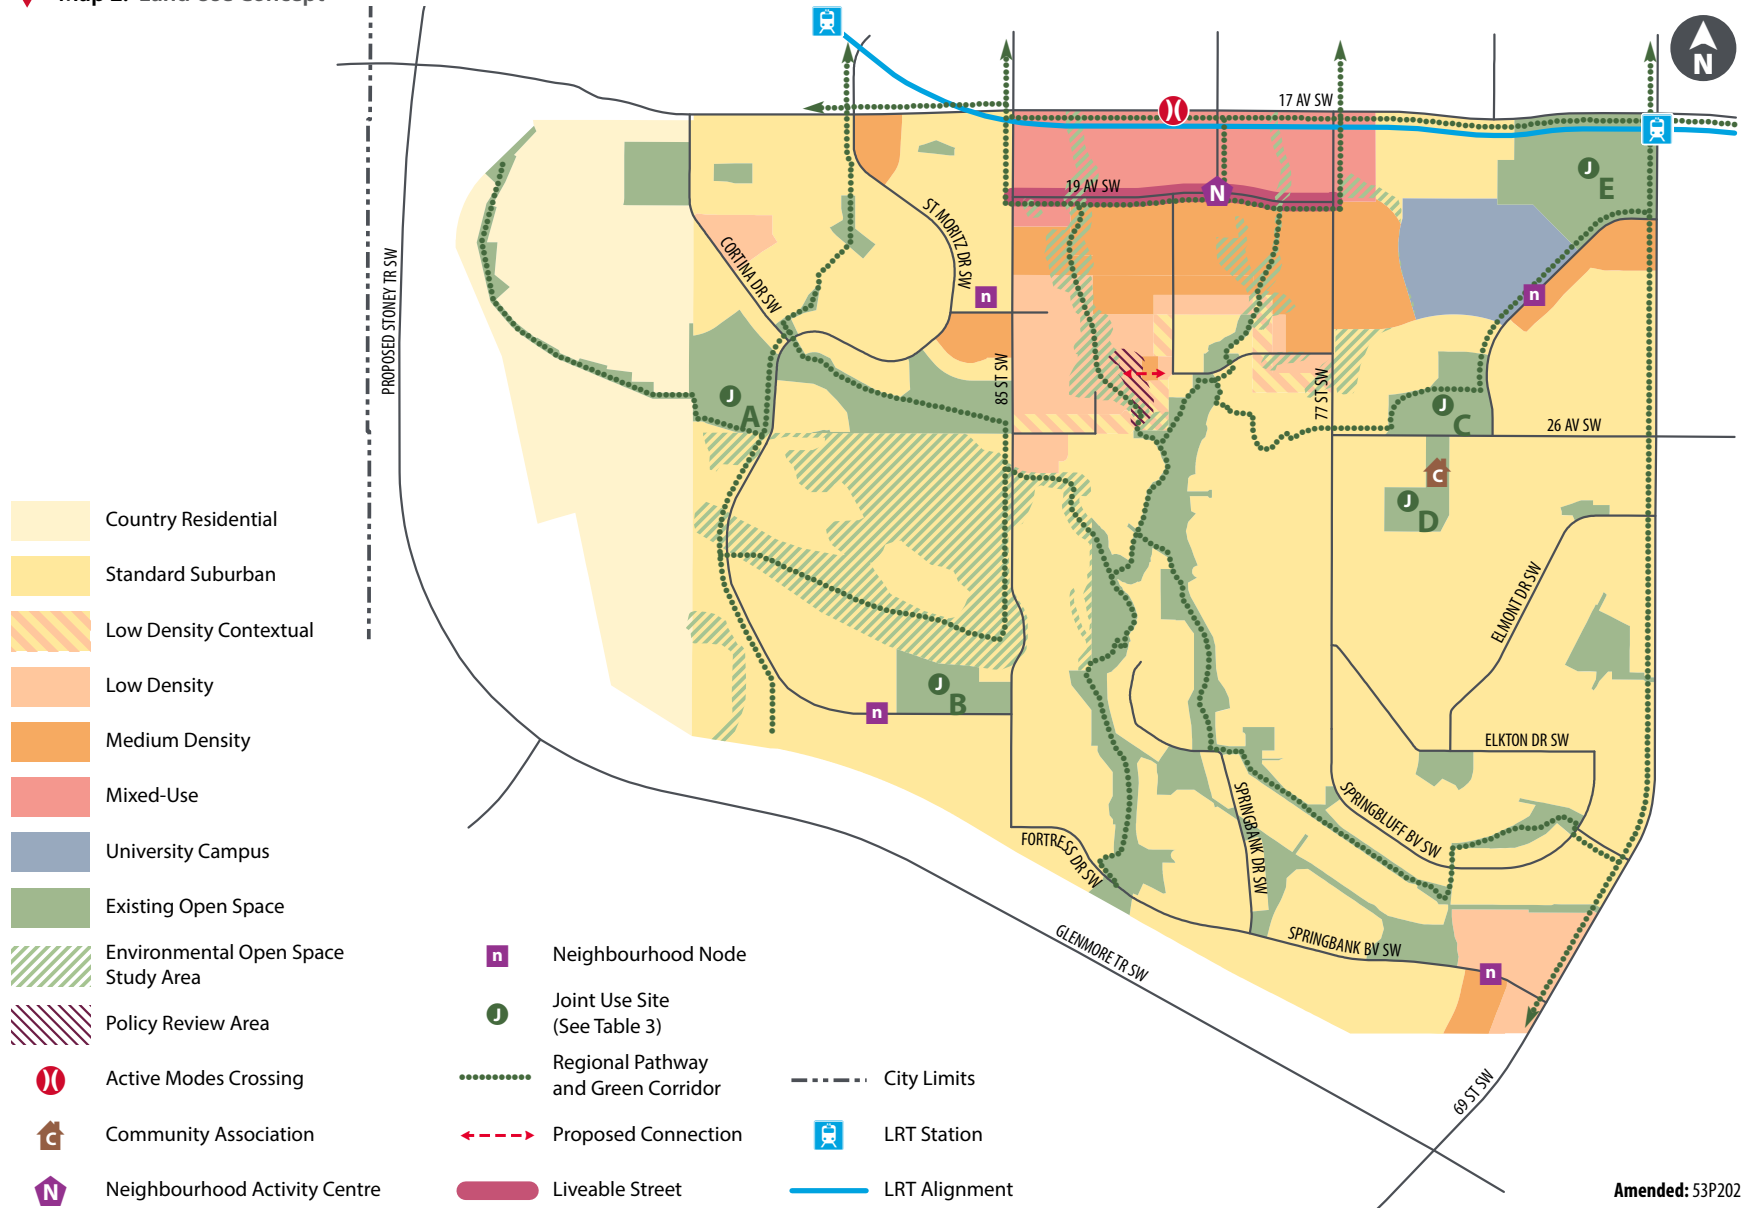 Map 2: Land Use Concept
N
17 AV SW
19 AV SW
N
J
E
ST MORITZ DR SW
CORTINA DR SW
PROPOSED STONEY TR SW
n
n
85 ST SW
77 ST SW
J
A
J
C
26 AV SW
C
J
D
ELMONT DR SW
J
B
n
ELKTON DR SW
SPRINGBLUFF BV SW
SPRINGBANK DR SW
FORTRESS DR SW
SPRINGBANK BV SW
GLENMORE TR SW
n
69 ST SW
Country Residential
Standard Suburban
Low Density Contextual
Low Density
Medium Density
Mixed-Use
University Campus
Existing Open Space
Environmental Open Space
Study Area
Policy Review Area
Active Modes Crossing
C Community Association
N Neighbourhood Activity Centre
n Neighbourhood Node
J Joint Use Site
(See Table 3)
Regional Pathway
and Green Corridor
Proposed Connection
Liveable Street
City Limits
LRT Station
LRT Alignment
Amended: 53P202